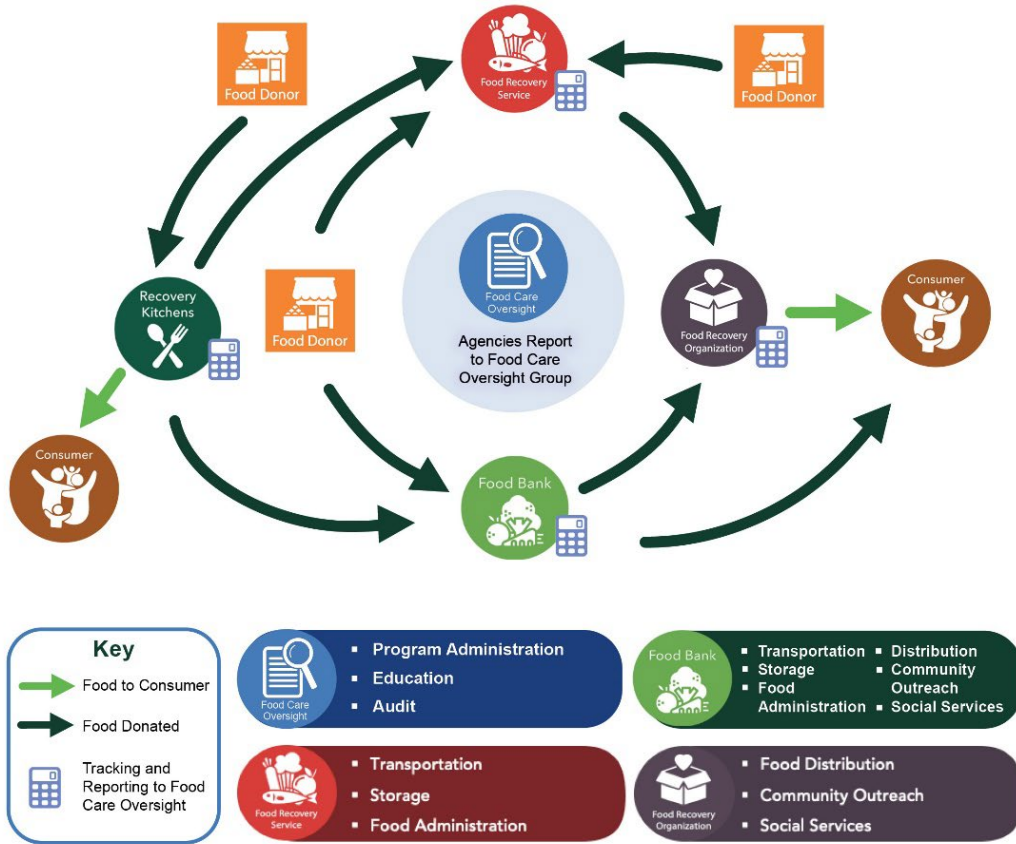 Food Donor
Food Recovery
Service
Food Donor
Recovery
Kitchens
Food Donor
Food Care
Oversight
Agencies Report
to Food Care
Oversight Group
Food Recovery
Organization
Consumer
Consumer
Food Bank
Key
Food to Consumer
Food Donated
Tracking and
Reporting to Food
Care Oversight
Food Care
Oversight
▪ Program Administration
▪ Education
▪ Audit
Food Bank
▪ Transportation
▪ Storage
▪ Food
Administration
▪ Distribution
▪ Community
Outreach
▪ Social Services
Food Recovery
Service
▪ Transportation
▪ Storage
▪ Food Administration
Food Recovery
Organization
▪ Food Distribution
▪ Community Outreach
▪ Social Services